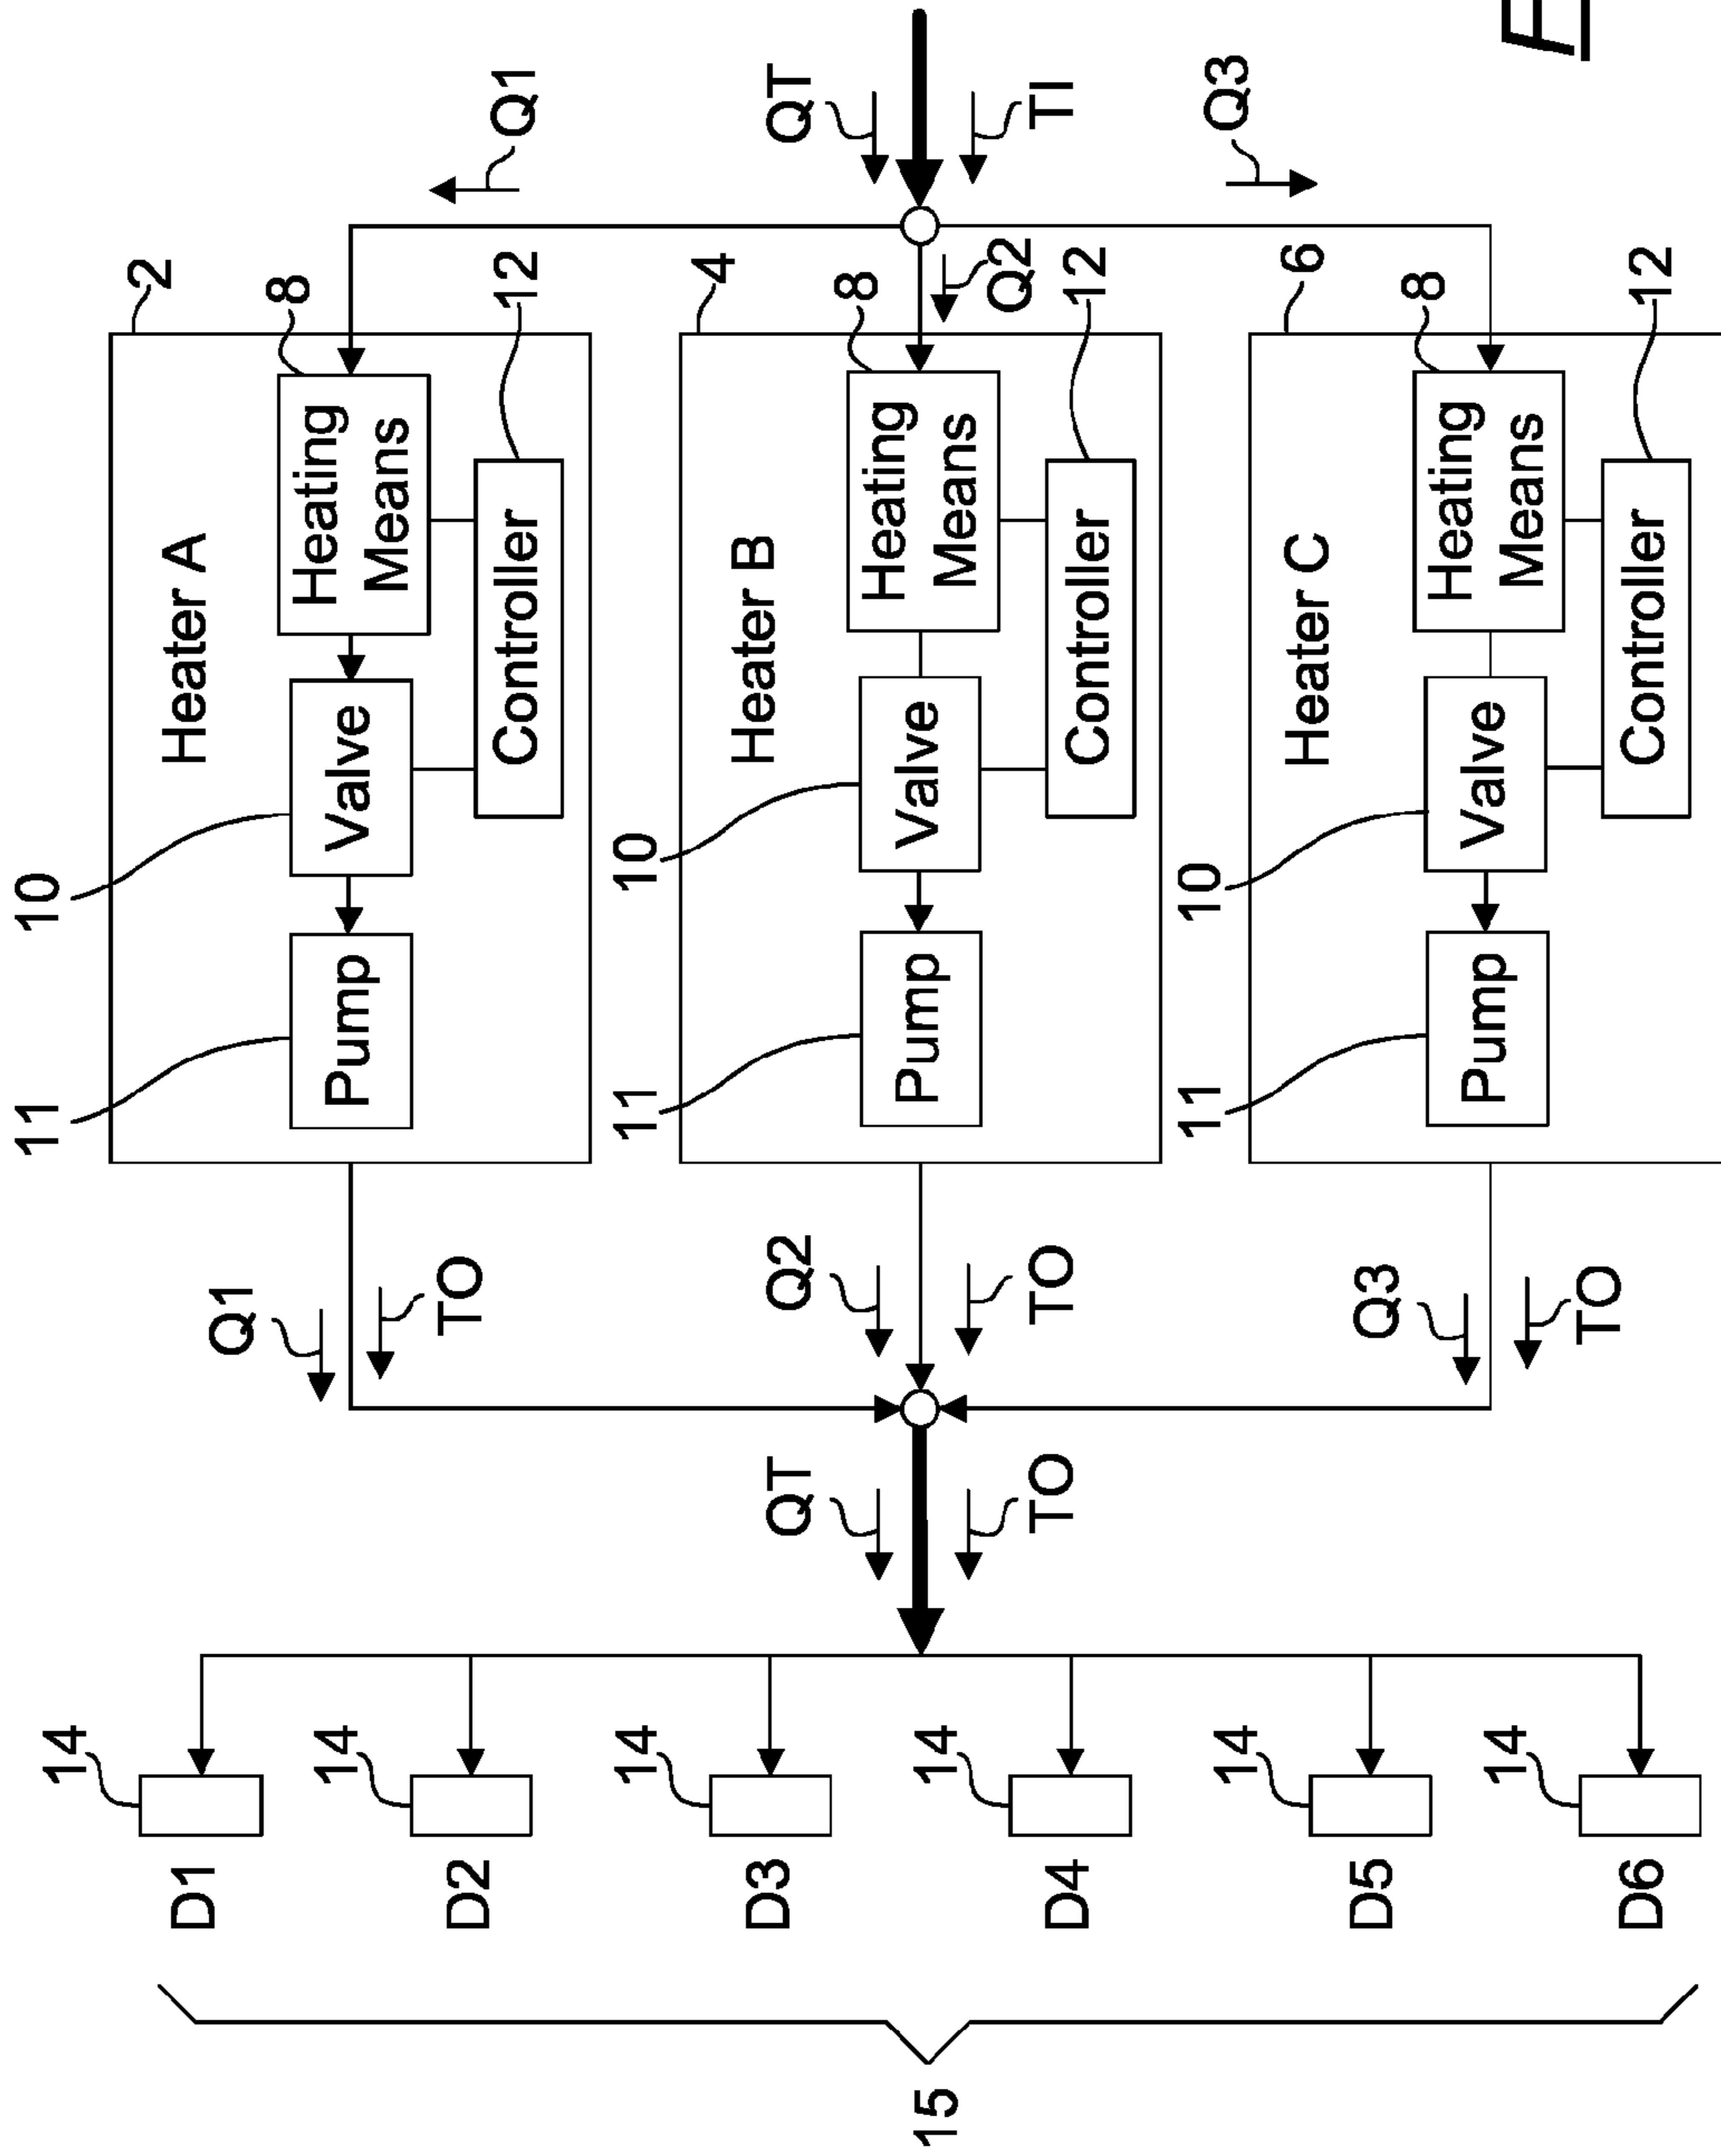 2
Heater A
8
Heating
Means
12
Controller
10
Valve
11
Pump
Q1
TO
Q1
4
Heater B
8
Heating
Means
12
Controller
10
Valve
11
Pump
Q2
TO
Q2
QT
TI
6
Heater C
8
Heating
Means
12
Controller
10
Valve
11
Pump
Q3
TO
Q3
QT
TO
14
D1
14
D2
14
D3
14
D4
14
D5
14
D6
15